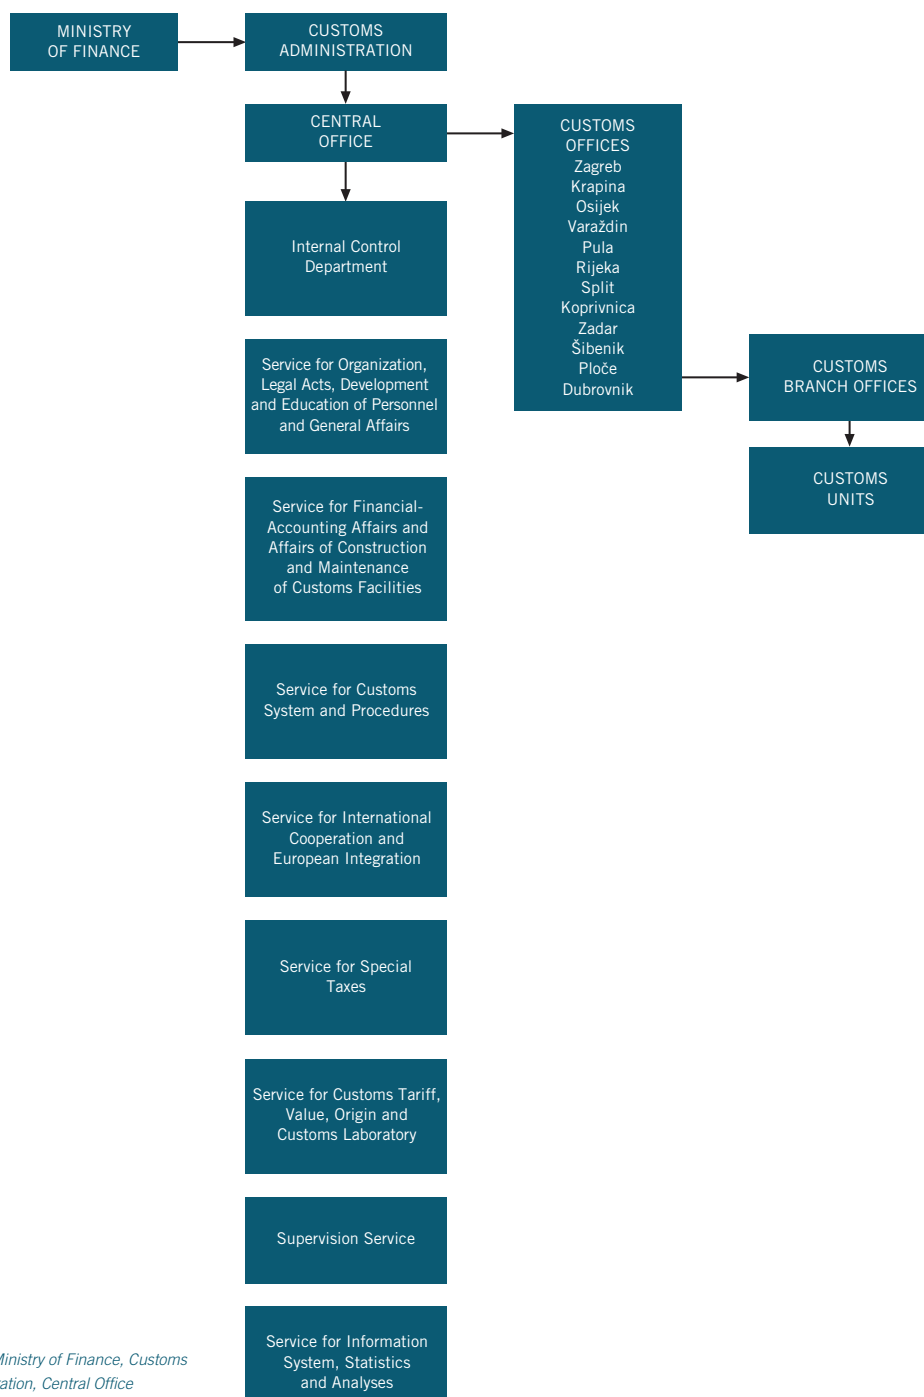 MINISTRY
OF FINANCE
CUSTOMS
ADMINISTRATION
CENTRAL
OFFICE
CUSTOMS
OFFICES
Zagreb
Krapina
Osijek
Varaždin
Pula
Rijeka
Split
Koprivnica
Zadar
Šibenik
Ploče
Dubrovnik
CUSTOMS
BRANCH OFFICES
CUSTOMS
UNITS
Internal Control
Department
Service for Organization,
Legal Acts, Development
and Education of Personnel
and General Affairs
Service for Financial-
Accounting Affairs and
Affairs of Construction
and Maintenance
of Customs Facilities
Service for Customs
System and Procedures
Service for International
Cooperation and
European Integration
Service for Special
Taxes
Service for Customs Tariff,
Value, Origin and
Customs Laboratory
Supervision Service
Service for Information
System, Statistics
and Analyses
Ministry of Finance, Customs
ration, Central Office